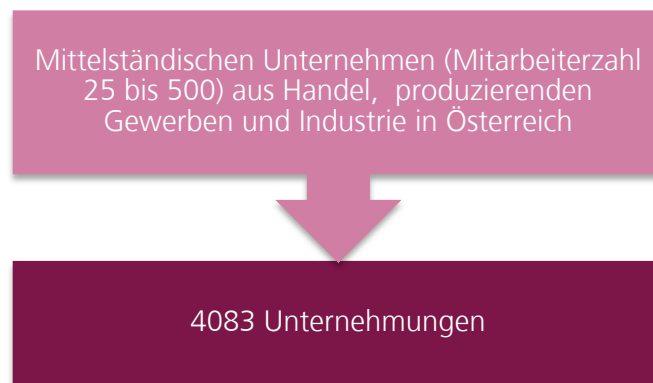 Mittelständischen Unternehmen (Mitarbeiterzahl
25 bis 500) aus Handel,  produzierenden
Gewerben und Industrie in Österreich
4083 Unternehmungen